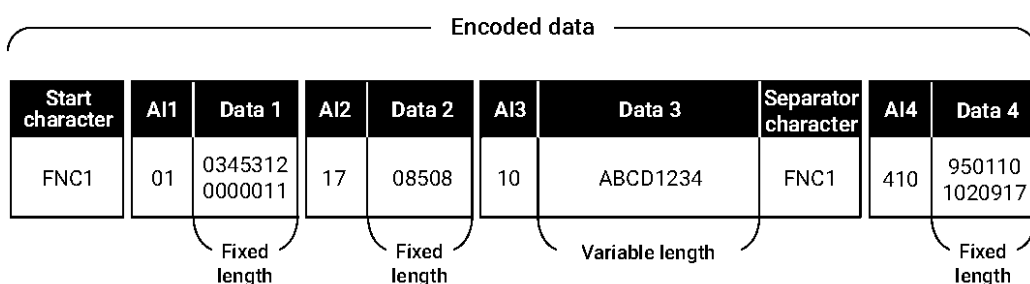 Encoded data
Start character AI1 Data 1 AI2 Data 2 AI3 Data 3 Separator character AI4 Data 4
FNC1 01 0345312 0000011 17 08508 10 ABCD1234 FNC1 410 950110 1020917
Fixed length Fixed length Variable length Fixed length